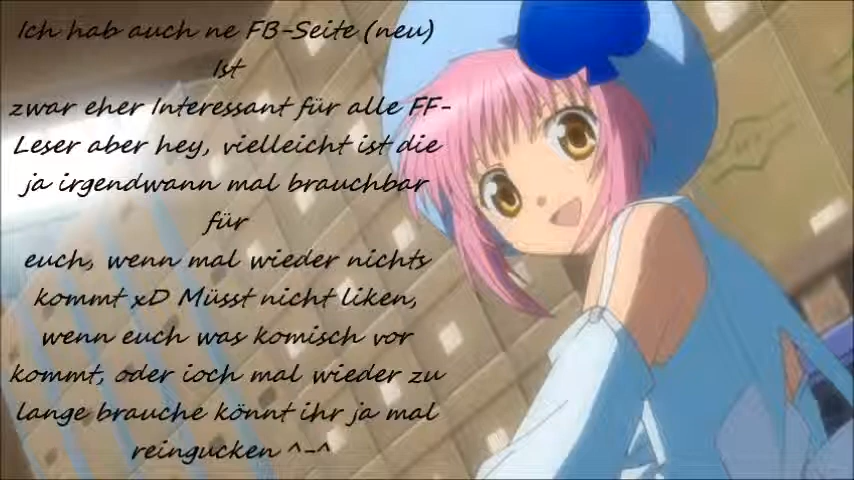 Ich hab auch ne FB-Seite (neu)
Ist
zwar eher Interessant für alle FF-
Leser aber hey, vielleicht ist die
ja irgendwann mal brauchbar
für
euch, wenn mal wieder nichts
kommt xD Müsst nicht liken,
wenn euch was komisch vor
kommt, oder ioch mal wieder zu
lange brauche könnt ihr ja mal
reingucken ^-^